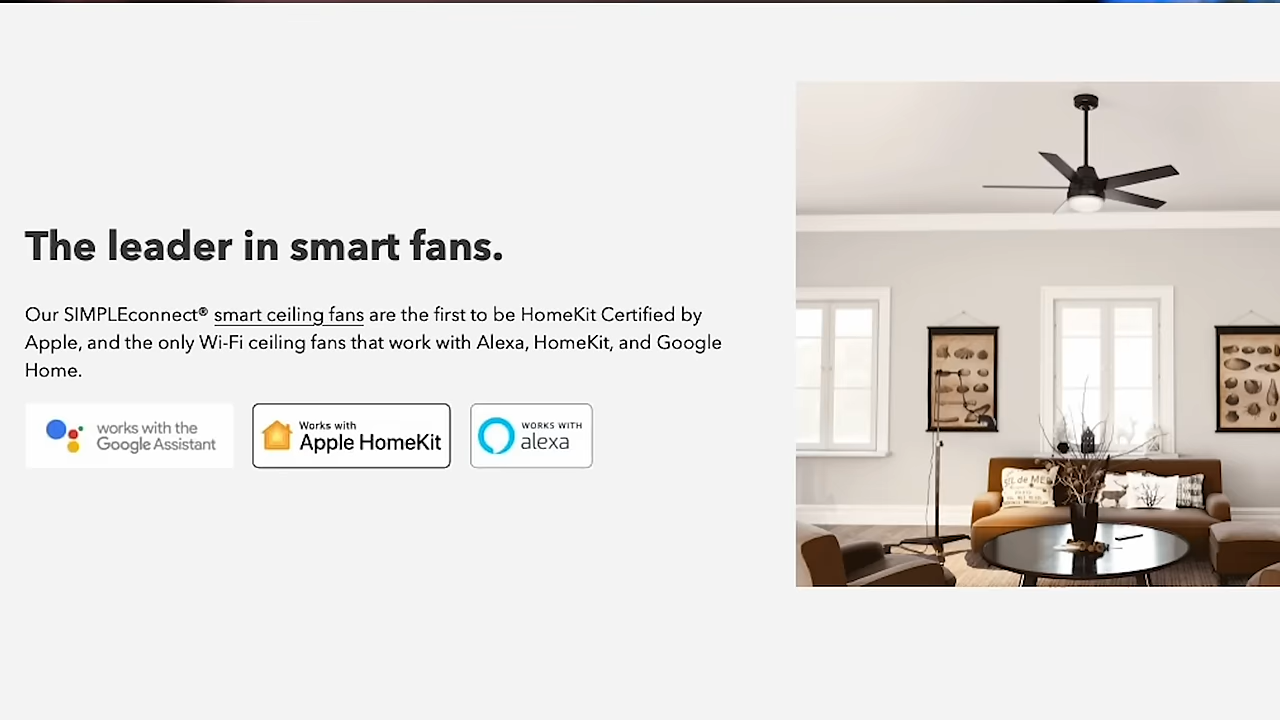 The leader in smart fans.
Our SIMPLEconnect® smart ceiling fans are the first to be HomeKit Certified by
Apple, and the only Wi-Fi ceiling fans that work with Alexa, HomeKit, and Google
Home.
works with the
Google Assistant
Works with
Apple HomeKit
WORKS WITH
alexa